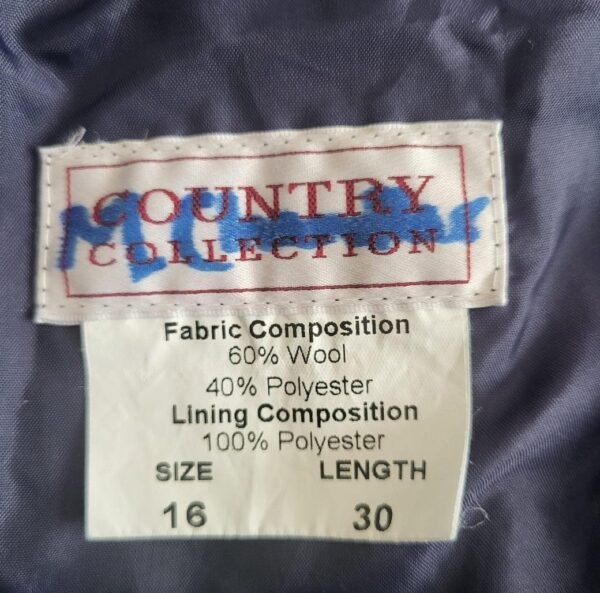 COUNTRY
COLLECTION
Fabric Composition
60% Wool
40% Polyester
Lining Composition
100% Polyester
SIZE LENGTH
16 30